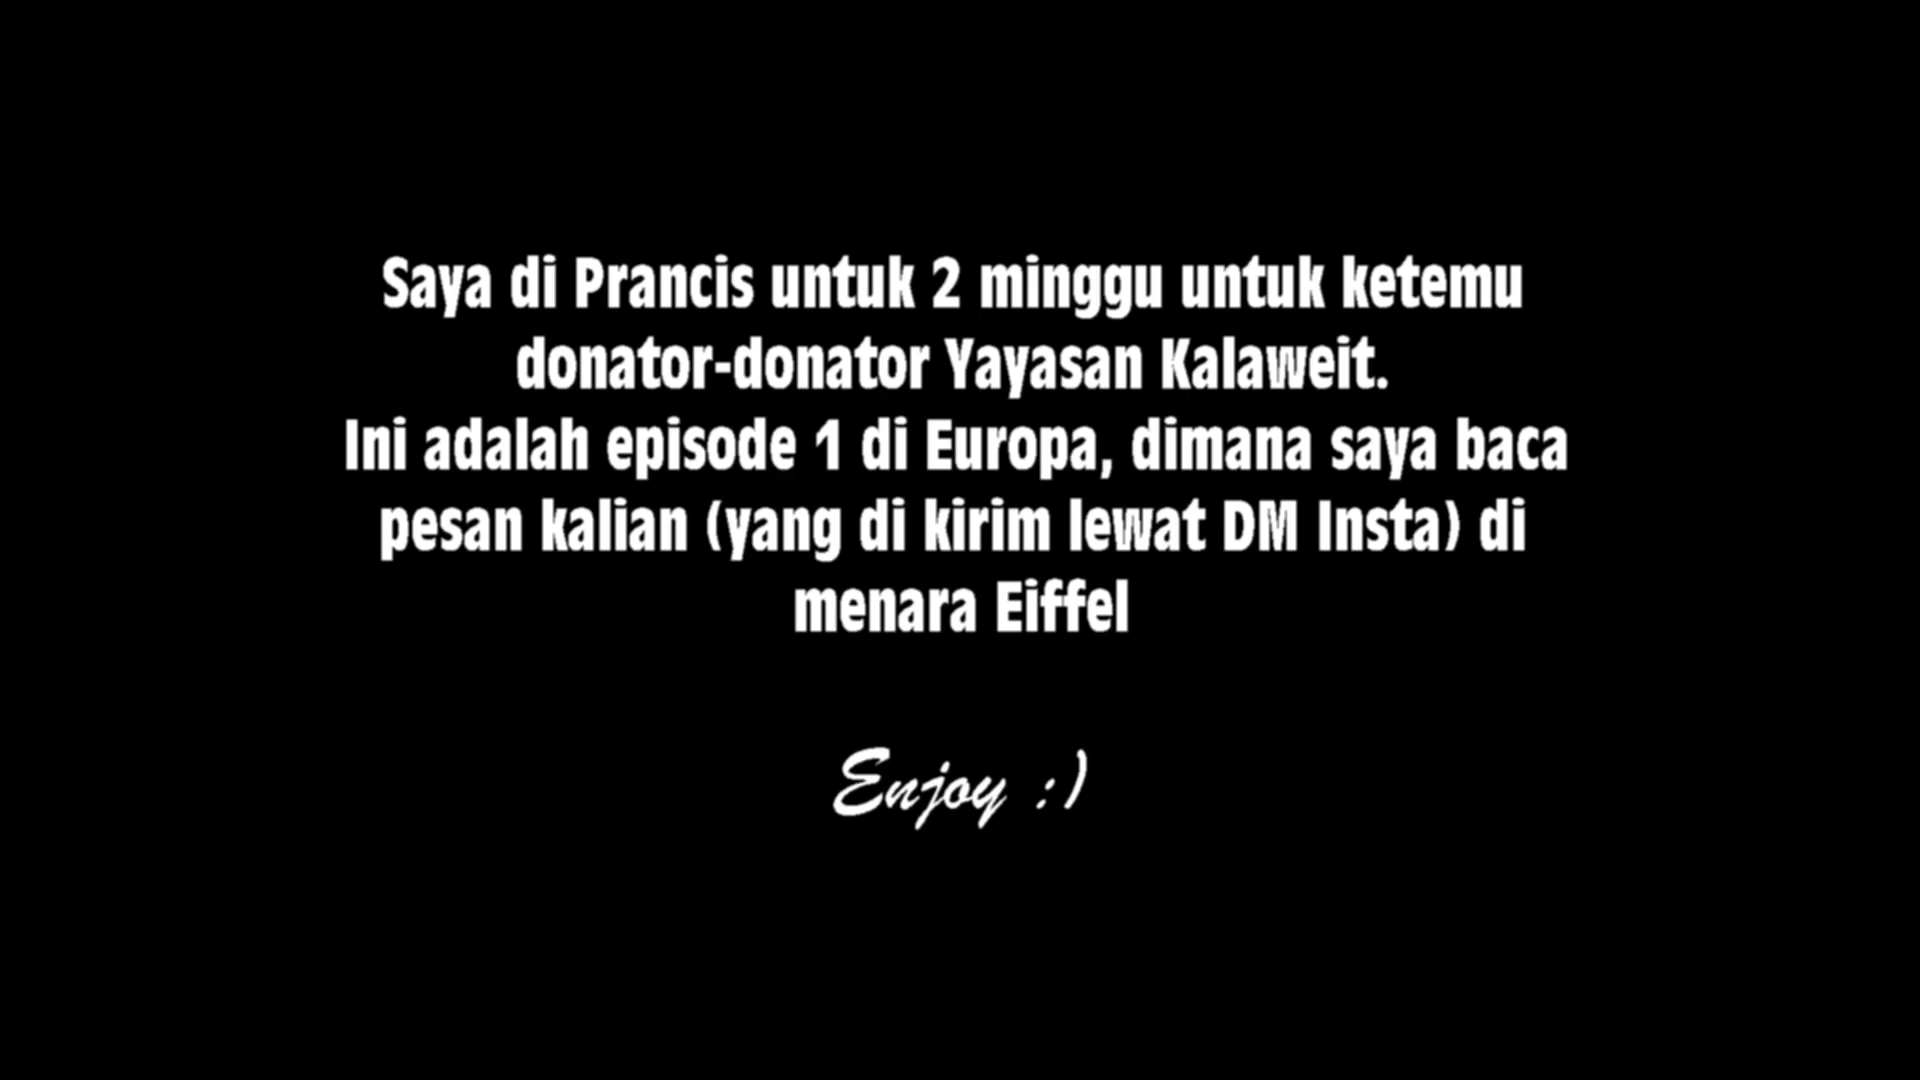 Saya di Prancis untuk 2 minggu untuk ketemu
donator-donator Yayasan Kalaweit.
Ini adalah episode 1 di Europa, dimana saya baca
pesan kalian (yang di kirim lewat DM Insta) di
menara Eiffel
Enjoy :)